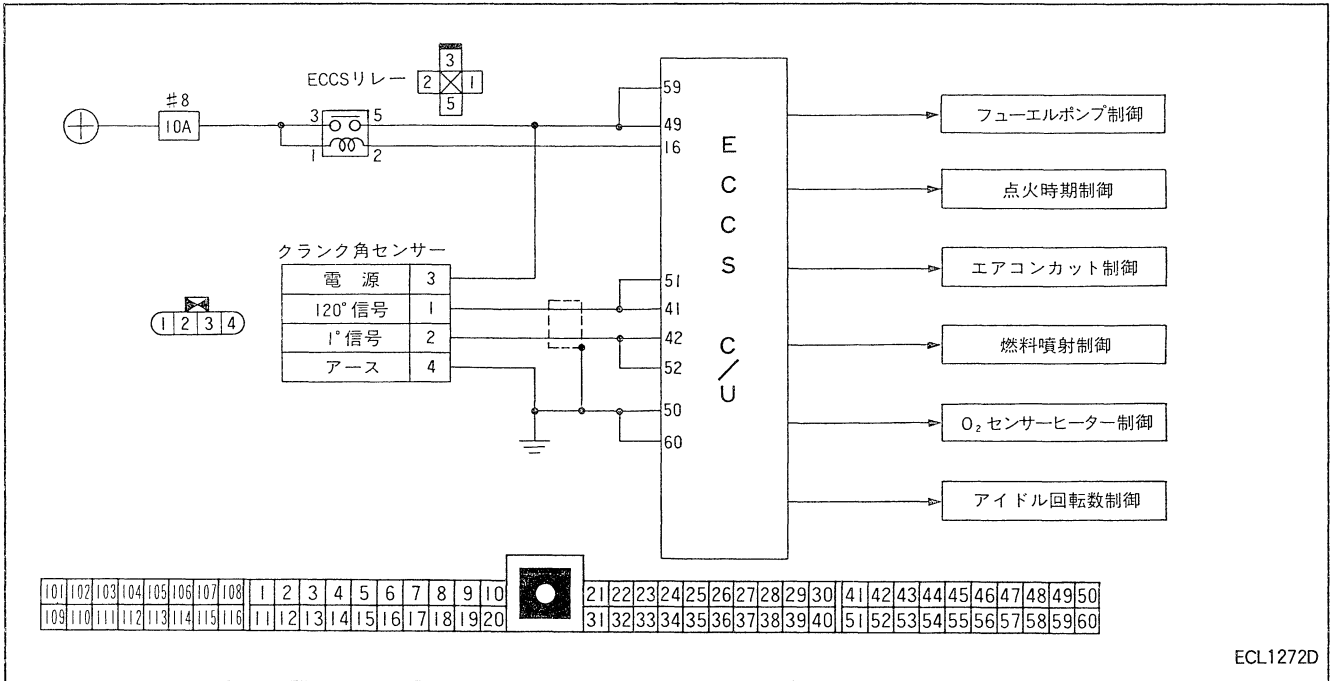 ECCSリレー
3
2 1
5
#8
10A
3 5
1 2
59
49
16
ECCS C/U
フューエルポンプ制御
点火時期制御
エアコンカット制御
燃料噴射制御
O₂センサーヒーター制御
アイドル回転数制御
クランク角センサー
電 源 3
120°信号 1
1°信号 2
アース 4
1 2 3 4
51
41
42
52
50
60
101 102 103 104 105 106 107 108 1 2 3 4 5 6 7 8 9 10 21 22 23 24 25 26 27 28 29 30 41 42 43 44 45 46 47 48 49 50
109 110 111 112 113 114 115 116 11 12 13 14 15 16 17 18 19 20 31 32 33 34 35 36 37 38 39 40 51 52 53 54 55 56 57 58 59 60
ECL1272D